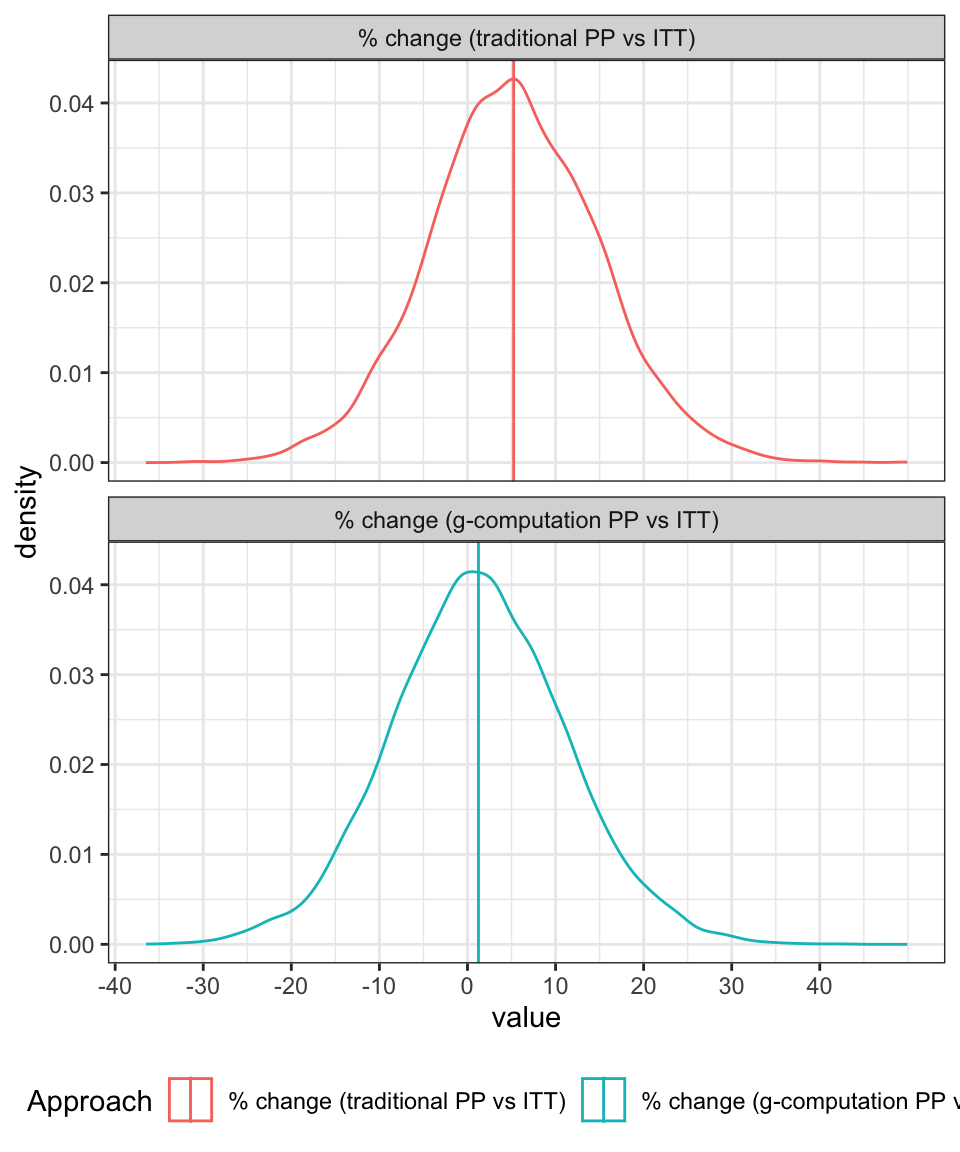 % change (traditional PP vs ITT)
0.04
0.03
0.02
0.01
0.00
density
% change (g-computation PP vs ITT)
0.04
0.03
0.02
0.01
0.00
-40 -30 -20 -10 0 10 20 30 40
value
Approach % change (traditional PP vs ITT) % change (g-computation PP v